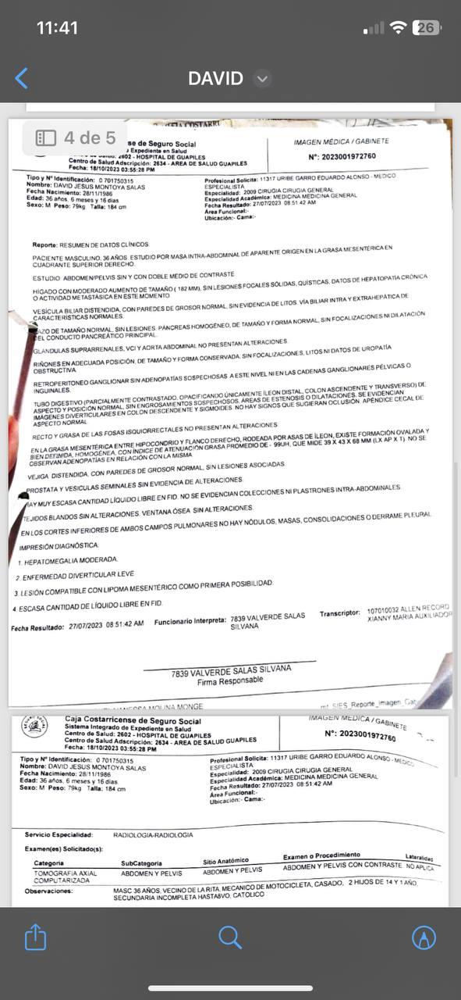 11:41
26
DAVID
4 de 5
se de Seguro Social
Expediente en Salud
2602 - HOSPITAL DE GUAPILES
Centro de Salud Adscripción: 2634 - AREA DE SALUD GUAPILES
Fecha: 18/10/2023 03:55:28 PM
IMAGEN MÉDICA / GABINETE
N°: 2023001972760
Tipo y Nº Identificación: 0 701750315
Nombre: DAVID JESUS MONTOYA SALAS
Fecha Nacimiento: 28/11/1986
Edad: 36 años, 6 meses y 16 dias
Sexo: M Peso: 79kg Talla: 184 cm
Profesional Solicita: 11317 URIBE GARRO EDUARDO ALONSO - MEDICO
ESPECIALISTA
Especialidad: 2009 CIRUGIA CIRUGIA GENERAL
Especialidad Académica: MEDICINA MEDICINA GENERAL
Fecha Resultado: 27/07/2023 08:51:42 AM
Área Funcional:-
Ubicación:- Cama:-
Reporte: RESUMEN DE DATOS CLÍNICOS.
PACIENTE MASCULINO, 36 AÑOS. ESTUDIO POR MASA INTRA-ABDOMINAL DE APARENTE ORIGEN EN LA GRASA MESENTÉRICA EN
CUADRANTE SUPERIOR DERECHO.
ESTUDIO: ABDOMEN/PELVIS SIN Y CON DOBLE MEDIO DE CONTRASTE
HÍGADO CON MODERADO AUMENTO DE TAMAÑO ( 182 MM), SIN LESIONES FOCALES SÓLIDAS, QUÍSTICAS, DATOS DE HEPATOPATÍA CRÓNICA
O ACTIVIDAD METASTÁSICA EN ESTE MOMENTO
VESÍCULA BILIAR DISTENDIDA, CON PAREDES DE GROSOR NORMAL, SIN EVIDENCIA DE LITOS. VÍA BILIAR INTRA Y EXTRAHEPÁTICA DE
CARACTERÍSTICAS NORMALES.
BAZO DE TAMAÑO NORMAL, SIN LESIONES. PÁNCREAS HOMOGÉNEO, DE TAMAÑO Y FORMA NORMAL, SIN FOCALIZACIONES NI DILATACIÓN
DEL CONDUCTO PANCREÁTICO PRINCIPAL.
GLÁNDULAS SUPRARRENALES, VCI Y AORTA ABDOMINAL NO PRESENTAN ALTERACIONES.
RIÑONES EN ADECUADA POSICIÓN, DE TAMAÑO Y FORMA CONSERVADA, SIN FOCALIZACIONES, LITOS NI DATOS DE UROPATÍA
OBSTRUCTIVA.
RETROPERITONEO GANGLIONAR SIN ADENOPATÍAS SOSPECHOSAS A ESTE NIVEL NI EN LAS CADENAS GANGLIONARES PÉLVICAS O
INGUINALES.
TUBO DIGESTIVO (PARCIALMENTE CONTRASTADO, OPACIFICANDO ÚNICAMENTE ÍLEON DISTAL, COLON ASCENDENTE Y TRANSVERSO) DE
ASPECTO Y POSICIÓN NORMAL, SIN ENGROSAMIENTOS SOSPECHOSOS, ÁREAS DE ESTENOSIS O DILATACIONES. SE EVIDENCIAN
IMÁGENES DIVERTICULARES EN COLON DESCENDENTE Y SIGMOIDES. NO HAY SIGNOS QUE SUGIERAN OCLUSIÓN. APÉNDICE CECAL DE
ASPECTO NORMAL
RECTO Y GRASA DE LAS FOSAS ISQUIORRECTALES NO PRESENTAN ALTERACIONES.
EN LA GRASA MESENTÉRICA ENTRE HIPOCONDRIO Y FLANCO DERECHO, RODEADA POR ASAS DE ÍLEON, EXISTE FORMACIÓN OVALADA Y
BIEN DEFINIDA, HOMOGÉNEA, CON ÍNDICE DE ATENUACIÓN GRASA PROMEDIO DE - 99UH, QUE MIDE 39 X 43 X 68 MM (LX AP X T). NO SE
OBSERVAN ADENOPATÍAS EN RELACIÓN CON LA MISMA
VEJIGA DISTENDIDA, CON PAREDES DE GROSOR NORMAL, SIN LESIONES ASOCIADAS.
PROSTATA Y VESICULAS SEMINALES SIN EVIDENCIA DE ALTERACIONES.
HAY MUY ESCASA CANTIDAD LÍQUIDO LIBRE EN FID. NO SE EVIDENCIAN COLECCIONES NI PLASTRONES INTRA-ABDOMINALES.
TEJIDOS BLANDOS SIN ALTERACIONES. VENTANA ÓSEA SIN ALTERACIONES.
EN LOS CORTES INFERIORES DE AMBOS CAMPOS PULMONARES NO HAY NÓDULOS, MASAS, CONSOLIDACIONES O DERRAME PLEURAL
IMPRESIÓN DIAGNÓSTICA:
1. HEPATOMEGALIA MODERADA.
2. ENFERMEDAD DIVERTICULAR LEVE
3. LESIÓN COMPATIBLE CON LIPOMA MESENTÉRICO COMO PRIMERA POSIBILIDAD.
4. ESCASA CANTIDAD DE LÍQUIDO LIBRE EN FID.
Fecha Resultado: 27/07/2023 08:51:42 AM Funcionario Interpreta: 7839 VALVERDE SALAS
SILVANA
Transcriptor: 107010032 ALLEN RECORD
XIANNY MARIA AUXILIADOR
7839 VALVERDE SALAS SILVANA
Firma Responsable
VANESSA MOLINA MONGE
mt_SIES_Reporte_Imagen_Gab
Caja Costarricense de Seguro Social
Sistema Integrado de Expediente en Salud
Centro de Salud: 2602 - HOSPITAL DE GUAPILES
Centro de Salud Adscripción: 2634 - AREA DE SALUD GUAPILES
Fecha: 18/10/2023 03:55:28 PM
IMAGEN MÉDICA / GABINETE
N°: 2023001972760
Tipo y Nº Identificación: 0 701750315
Nombre: DAVID JESUS MONTOYA SALAS
Fecha Nacimiento: 28/11/1986
Edad: 36 años, 6 meses y 16 dias
Sexo: M Peso: 79kg Talla: 184 cm
Profesional Solicita: 11317 URIBE GARRO EDUARDO ALONSO - MEDICO
ESPECIALISTA
Especialidad: 2009 CIRUGIA CIRUGIA GENERAL
Especialidad Académica: MEDICINA MEDICINA GENERAL
Fecha Resultado: 27/07/2023 08:51:42 AM
Área Funcional:-
Ubicación:- Cama:-
Servicio Especialidad: RADIOLOGIA-RADIOLOGIA
Examen(es) Solicitado(s):
Categoria SubCategoria Sitio Anatómico Examen o Procedimiento Lateralidad
TOMOGRAFIA AXIAL COMPUTARIZADA ABDOMEN Y PELVIS ABDOMEN Y PELVIS ABDOMEN Y PELVIS CON CONTRASTE NO APLICA
Observaciones: MASC 36 AÑOS, VECINO DE LA RITA, MECANICO DE MOTOCICLETA, CASADO, 2 HIJOS DE 14 Y 1 AÑO,
SECUNDARIA INCOMPLETA HASTA8VO, CATOLICO